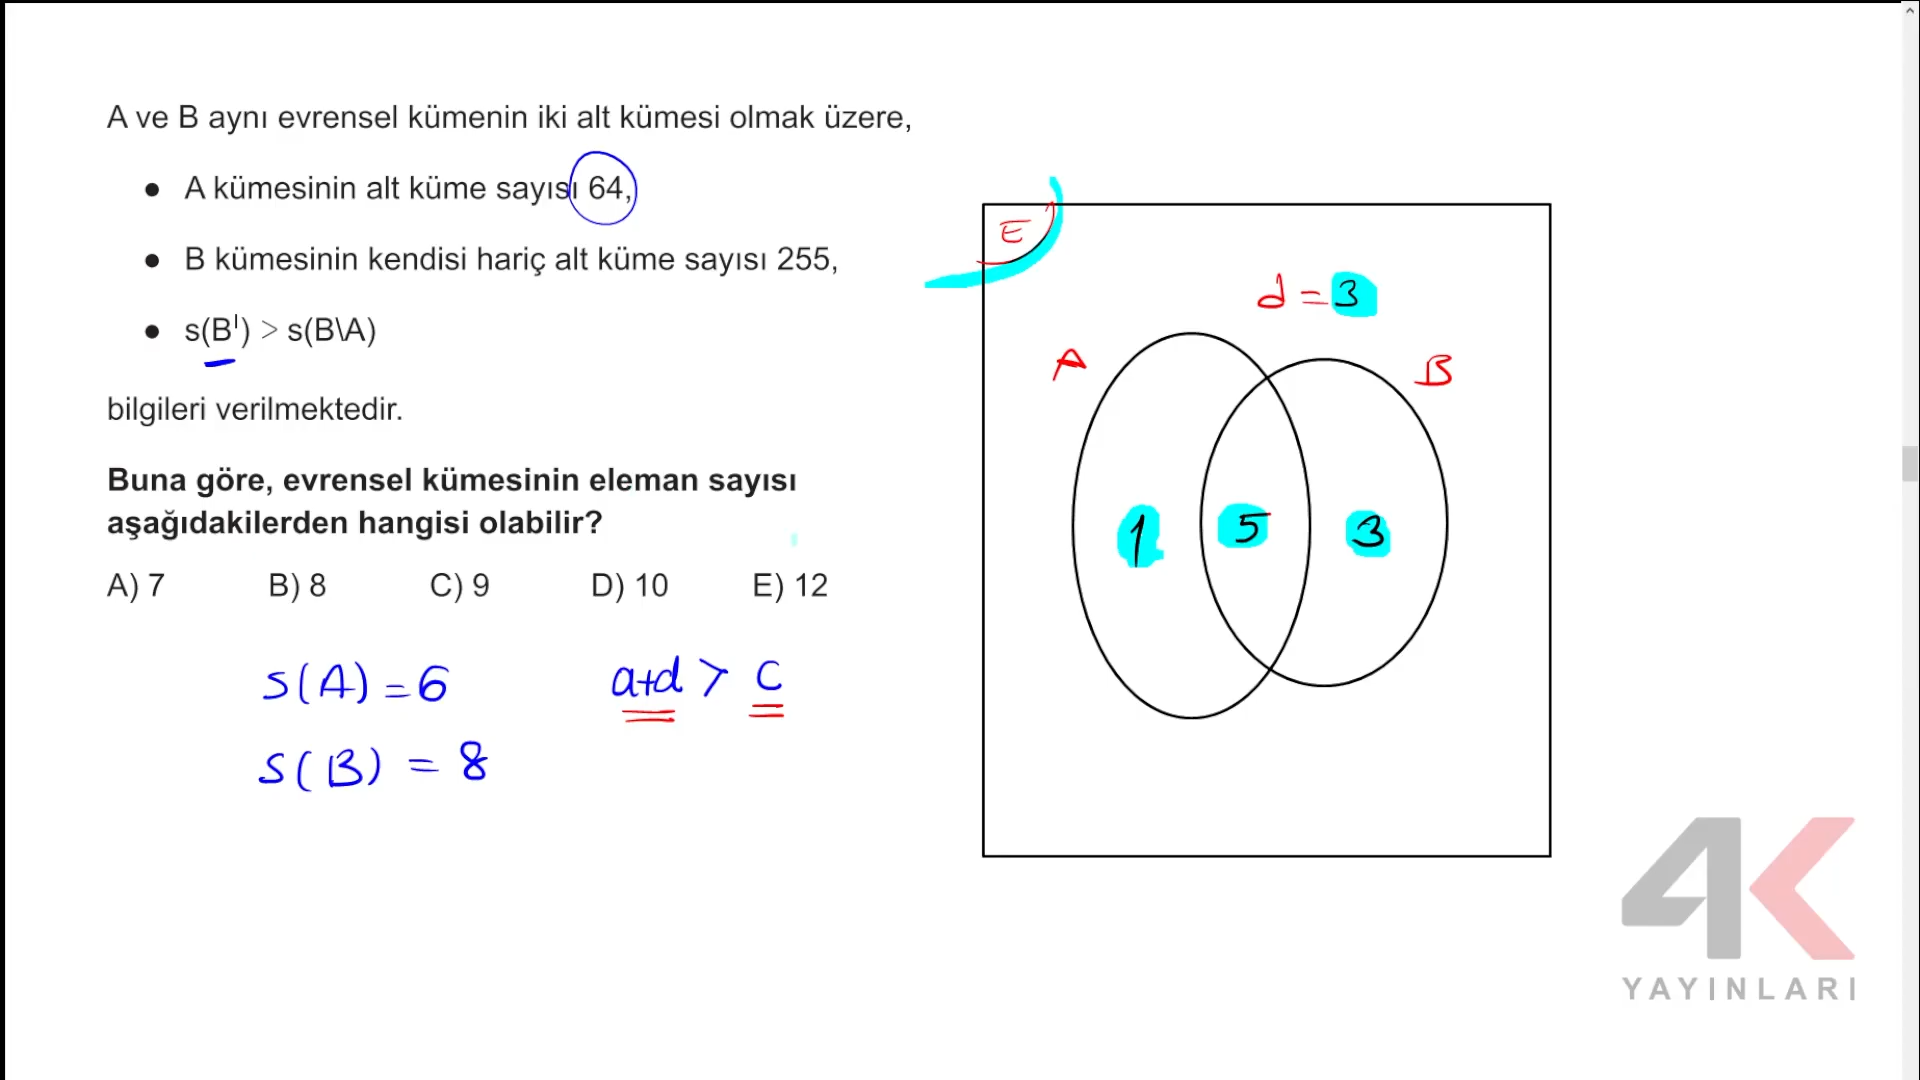 A ve B aynı evrensel kümenin iki alt kümesi olmak üzere,
● A kümesinin alt küme sayısı 64,
● B kümesinin kendisi hariç alt küme sayısı 255,
● s(Bᴵ) > s(B\A)
bilgileri verilmektedir.
Buna göre, evrensel kümesinin eleman sayısı
aşağıdakilerden hangisi olabilir?
A) 7 B) 8 C) 9 D) 10 E) 12
s(A) = 6
a+d > c
s(B) = 8
E
d = 3
A
B
1 5 3
4K
YAYINLARI